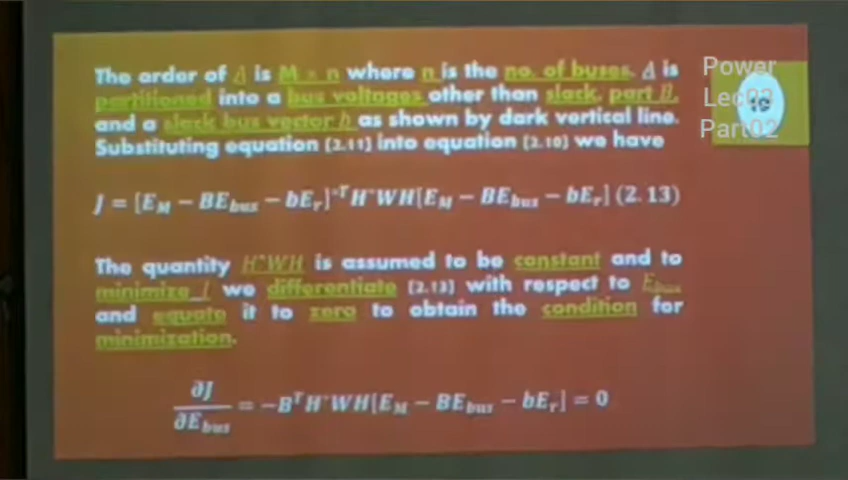 The order of A is M × n where n is the no. of buses. A is
partitioned into a bus voltages other than slack, part B,
and a slack bus vector b as shown by dark vertical line.
Substituting equation (2.11) into equation (2.10) we have
J = [E_M − BE_bus − bE_r]*ᵀ H*WH[E_M − BE_bus − bE_r] (2.13)
The quantity H*WH is assumed to be constant and to
minimize J we differentiate (2.13) with respect to E_bus
and equate it to zero to obtain the condition for
minimization.
∂J/∂E_bus = −BᵀH*WH[E_M − BE_bus − bE_r] = 0
Power
Lec02
Part02